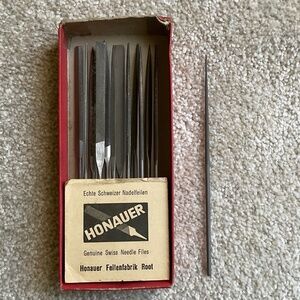 Echte Schweizer Nadelfeilen
HONAUER
Genuine Swiss Needle Files
Honauer Feilenfabrik Root